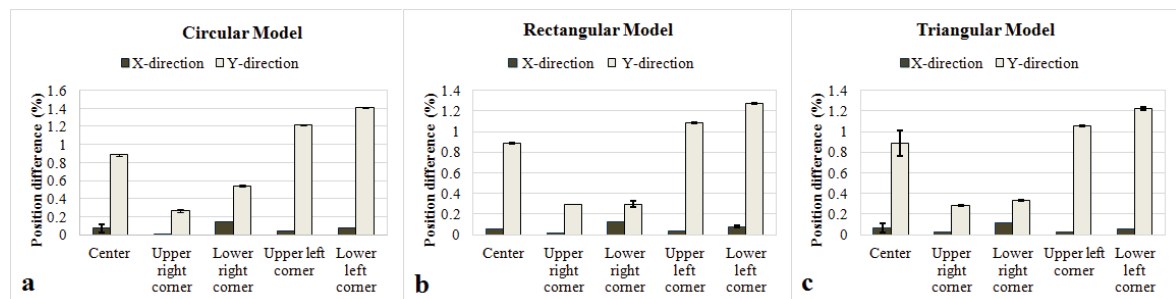 Circular Model
X-direction Y-direction
Position difference (%)
1.6
1.4
1.2
1
0.8
0.6
0.4
0.2
0
Center
Upper right corner
Lower right corner
Upper left corner
Lower left corner
a
Rectangular Model
X-direction Y-direction
Position difference (%)
1.4
1.2
1
0.8
0.6
0.4
0.2
0
Center
Upper right corner
Lower right corner
Upper left corner
Lower left corner
b
Triangular Model
X-direction Y-direction
Position difference (%)
1.4
1.2
1
0.8
0.6
0.4
0.2
0
Center
Upper right corner
Lower right corner
Upper left corner
Lower left corner
c